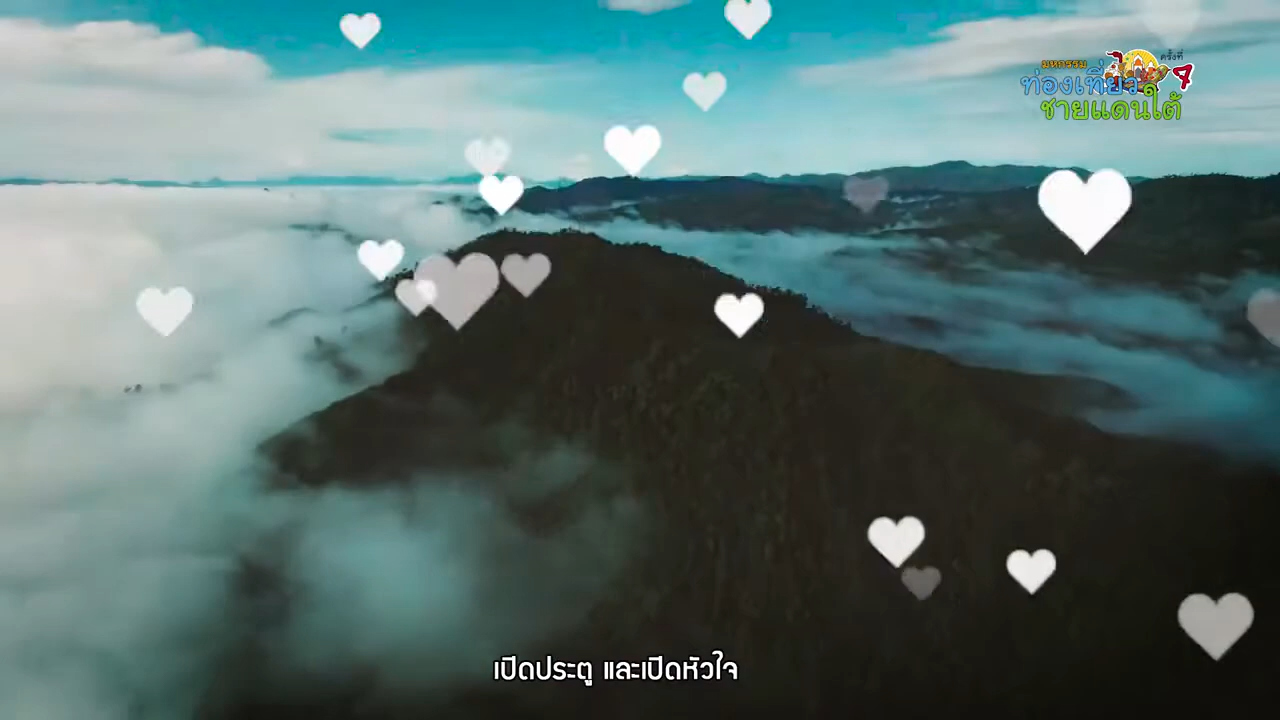 มหกรรม
ครั้งที่ 7
ท่องเที่ยว
ชายแดนใต้
เปิดประตู และเปิดหัวใจ